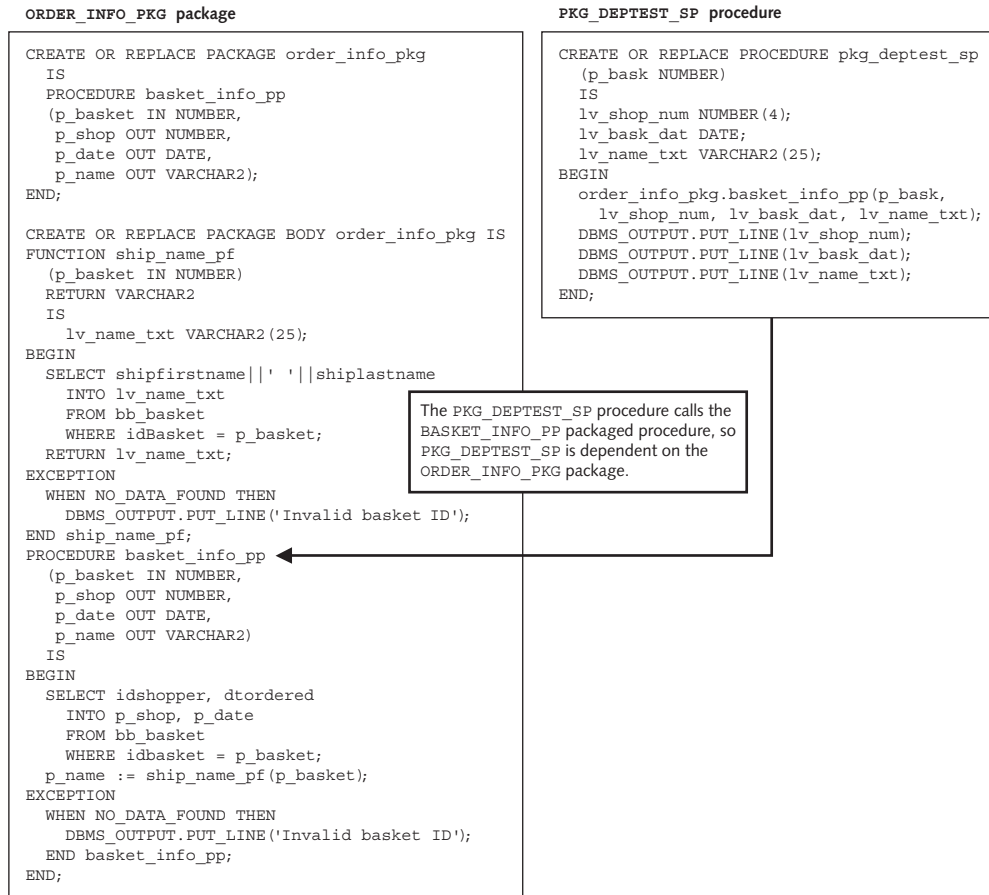 ORDER_INFO_PKG package
CREATE OR REPLACE PACKAGE order_info_pkg
IS
PROCEDURE basket_info_pp
(p_basket IN NUMBER,
p_shop OUT NUMBER,
p_date OUT DATE,
p_name OUT VARCHAR2);
END;
CREATE OR REPLACE PACKAGE BODY order_info_pkg IS
FUNCTION ship_name_pf
(p_basket IN NUMBER)
RETURN VARCHAR2
IS
lv_name_txt VARCHAR2(25);
BEGIN
SELECT shipfirstname||' '||shiplastname
INTO lv_name_txt
FROM bb_basket
WHERE idBasket = p_basket;
RETURN lv_name_txt;
EXCEPTION
WHEN NO_DATA_FOUND THEN
DBMS_OUTPUT.PUT_LINE('Invalid basket ID');
END ship_name_pf;
PROCEDURE basket_info_pp
(p_basket IN NUMBER,
p_shop OUT NUMBER,
p_date OUT DATE,
p_name OUT VARCHAR2)
IS
BEGIN
SELECT idshopper, dtordered
INTO p_shop, p_date
FROM bb_basket
WHERE idbasket = p_basket;
p_name := ship_name_pf(p_basket);
EXCEPTION
WHEN NO_DATA_FOUND THEN
DBMS_OUTPUT.PUT_LINE('Invalid basket ID');
END basket_info_pp;
END;
PKG_DEPTEST_SP procedure
CREATE OR REPLACE PROCEDURE pkg_deptest_sp
(p_bask NUMBER)
IS
lv_shop_num NUMBER(4);
lv_bask_dat DATE;
lv_name_txt VARCHAR2(25);
BEGIN
order_info_pkg.basket_info_pp(p_bask,
lv_shop_num, lv_bask_dat, lv_name_txt);
DBMS_OUTPUT.PUT_LINE(lv_shop_num);
DBMS_OUTPUT.PUT_LINE(lv_bask_dat);
DBMS_OUTPUT.PUT_LINE(lv_name_txt);
END;
The PKG_DEPTEST_SP procedure calls the
BASKET_INFO_PP packaged procedure, so
PKG_DEPTEST_SP is dependent on the
ORDER_INFO_PKG package.